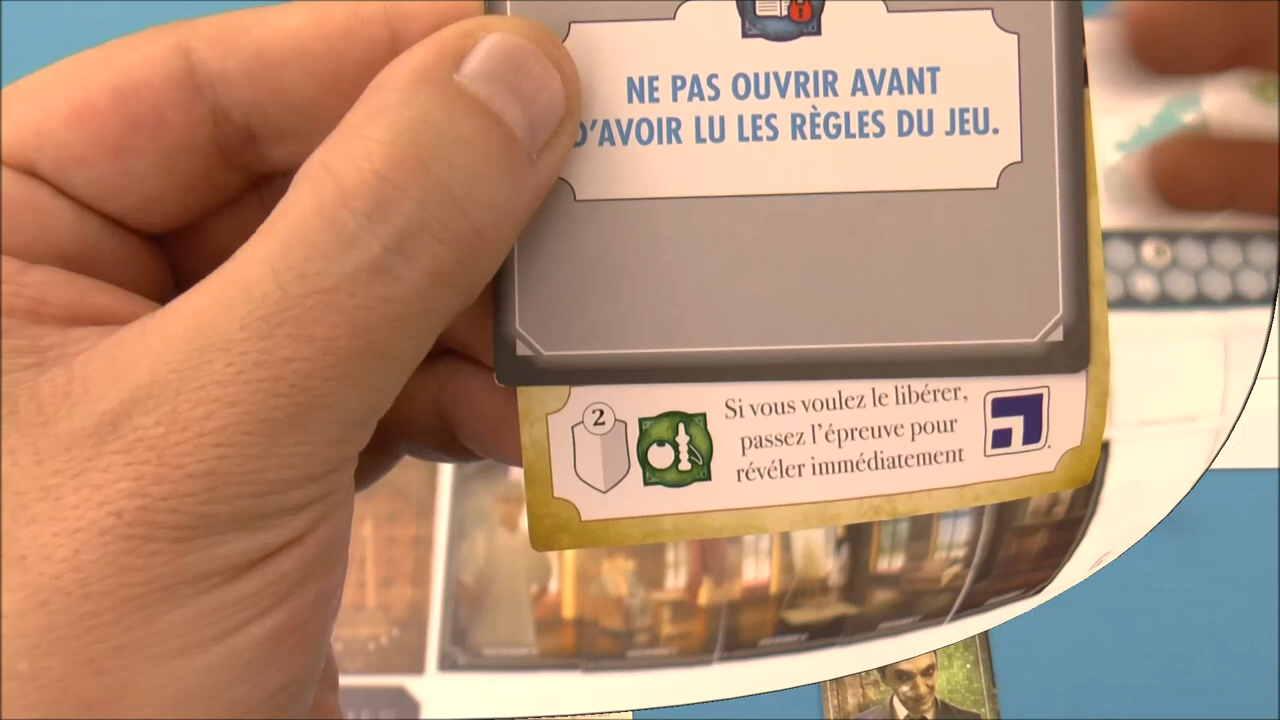 NE PAS OUVRIR AVANT
D'AVOIR LU LES RÈGLES DU JEU.
2
Si vous voulez le libérer,
passez l'épreuve pour
révéler immédiatement